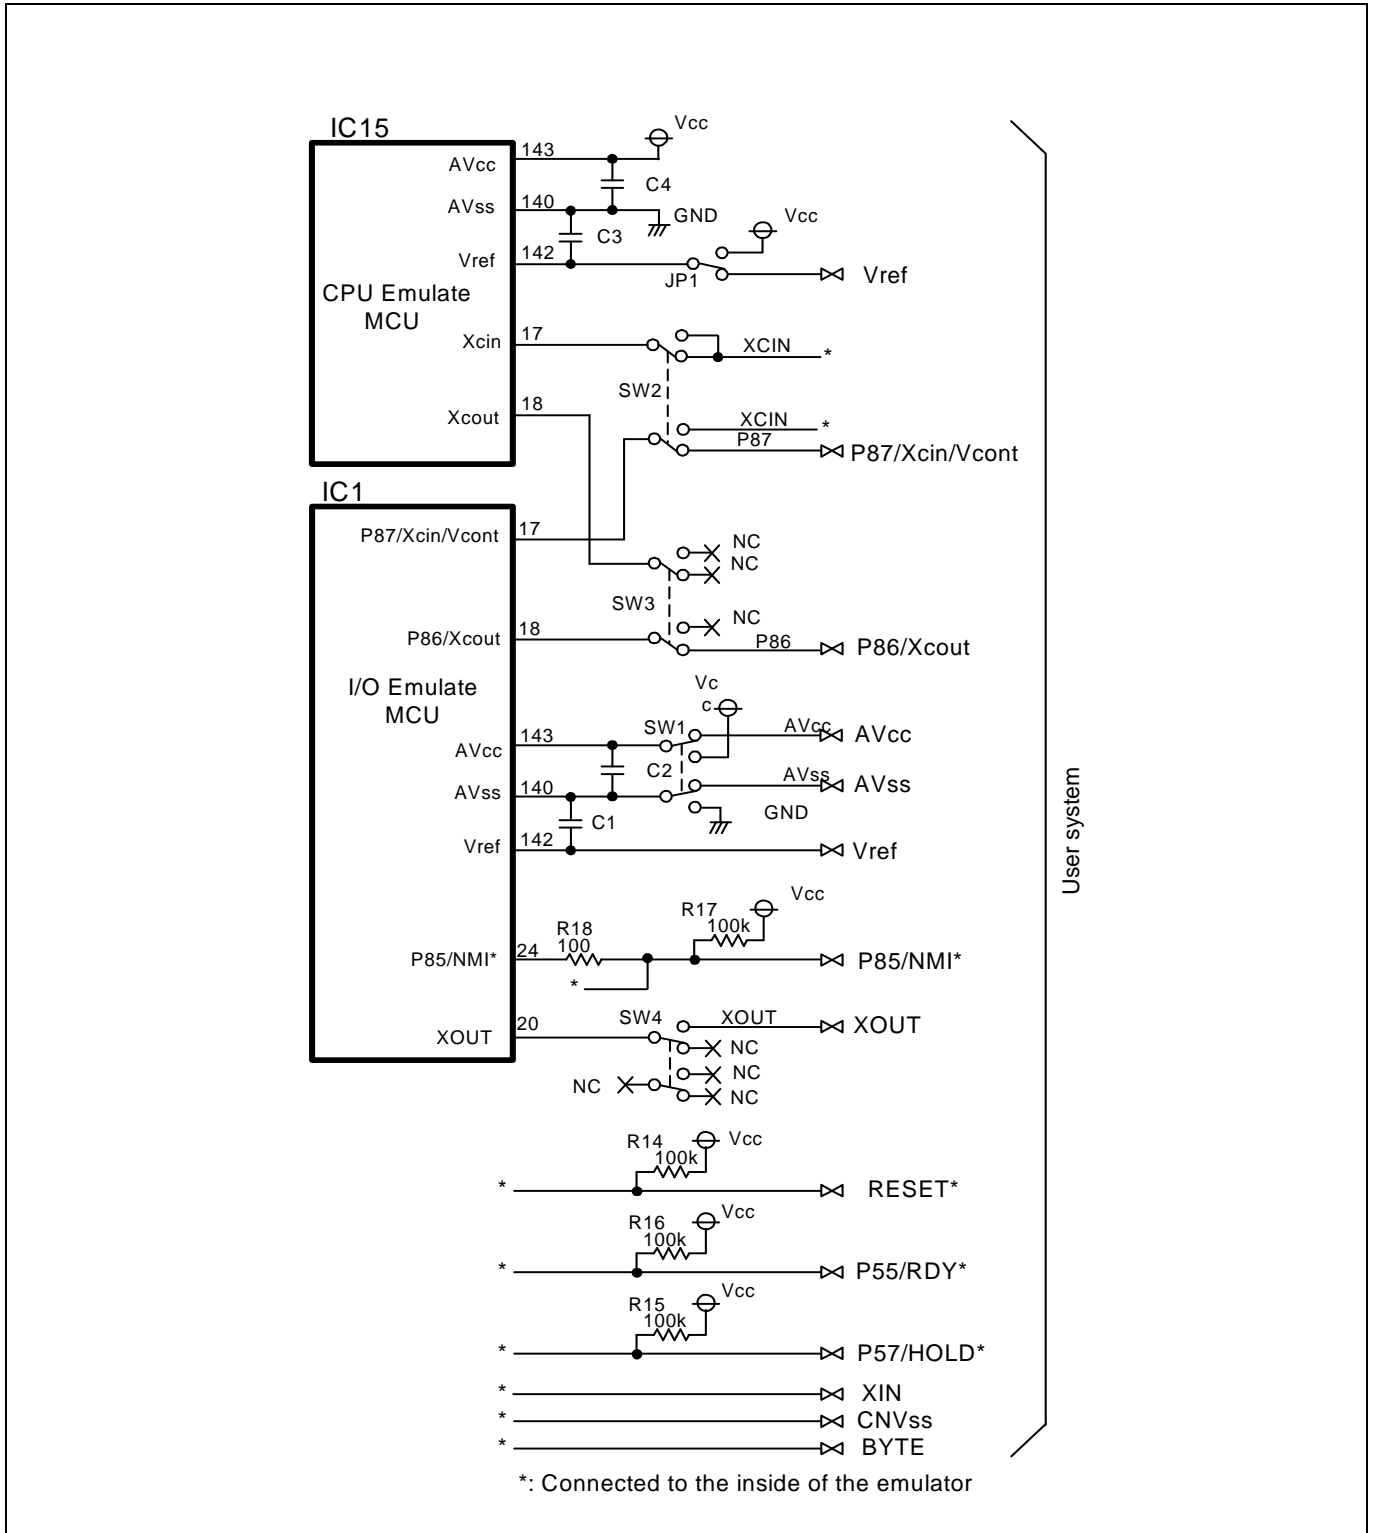 IC15
Vcc
AVcc
143
C4
AVss
140
GND
C3
Vcc
Vref
142
JP1
Vref
CPU Emulate
MCU
Xcin
17
XCIN
*
SW2
Xcout
18
XCIN
*
P87
P87/Xcin/Vcont
IC1
P87/Xcin/Vcont
17
NC
NC
SW3
NC
P86/Xcout
18
P86
P86/Xcout
I/O Emulate
MCU
Vc
c
SW1
AVcc
143
AVcc
AVcc
C2
AVss
140
AVss
AVss
C1
GND
Vref
142
Vref
Vcc
R17
100k
R18
100
P85/NMI*
24
P85/NMI*
*
SW4
XOUT
20
XOUT
XOUT
NC
NC
NC
NC
R14
Vcc
100k
*
RESET*
R16
Vcc
100k
*
P55/RDY*
R15
Vcc
100k
*
P57/HOLD*
*
XIN
*
CNVss
*
BYTE
User system
*: Connected to the inside of the emulator